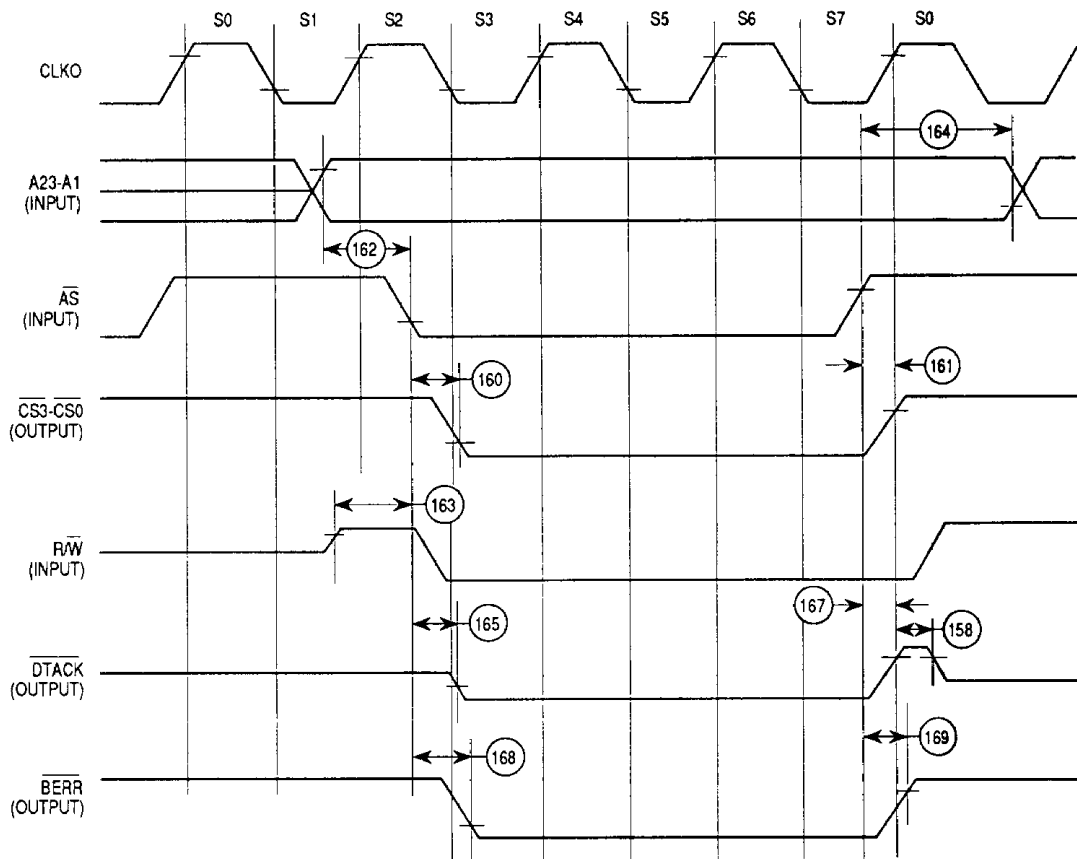 S0 S1 S2 S3 S4 S5 S6 S7 S0
CLKO
164
A23-A1
(INPUT)
162
AS
(INPUT)
160
161
CS3-CS0
(OUTPUT)
163
R/W
(INPUT)
167
165
158
DTACK
(OUTPUT)
169
168
BERR
(OUTPUT)